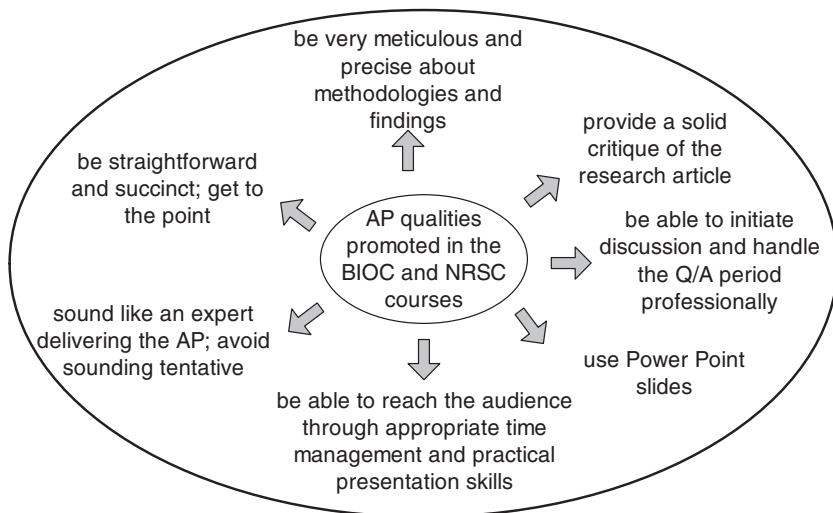 be very meticulous and
precise about
methodologies and
findings
provide a solid
critique of the
research article
be straightforward
and succinct; get to
the point
AP qualities
promoted in the
BIOC and NRSC
courses
be able to initiate
discussion and handle
the Q/A period
professionally
sound like an expert
delivering the AP; avoid
sounding tentative
use Power Point
slides
be able to reach the audience
through appropriate time
management and practical
presentation skills